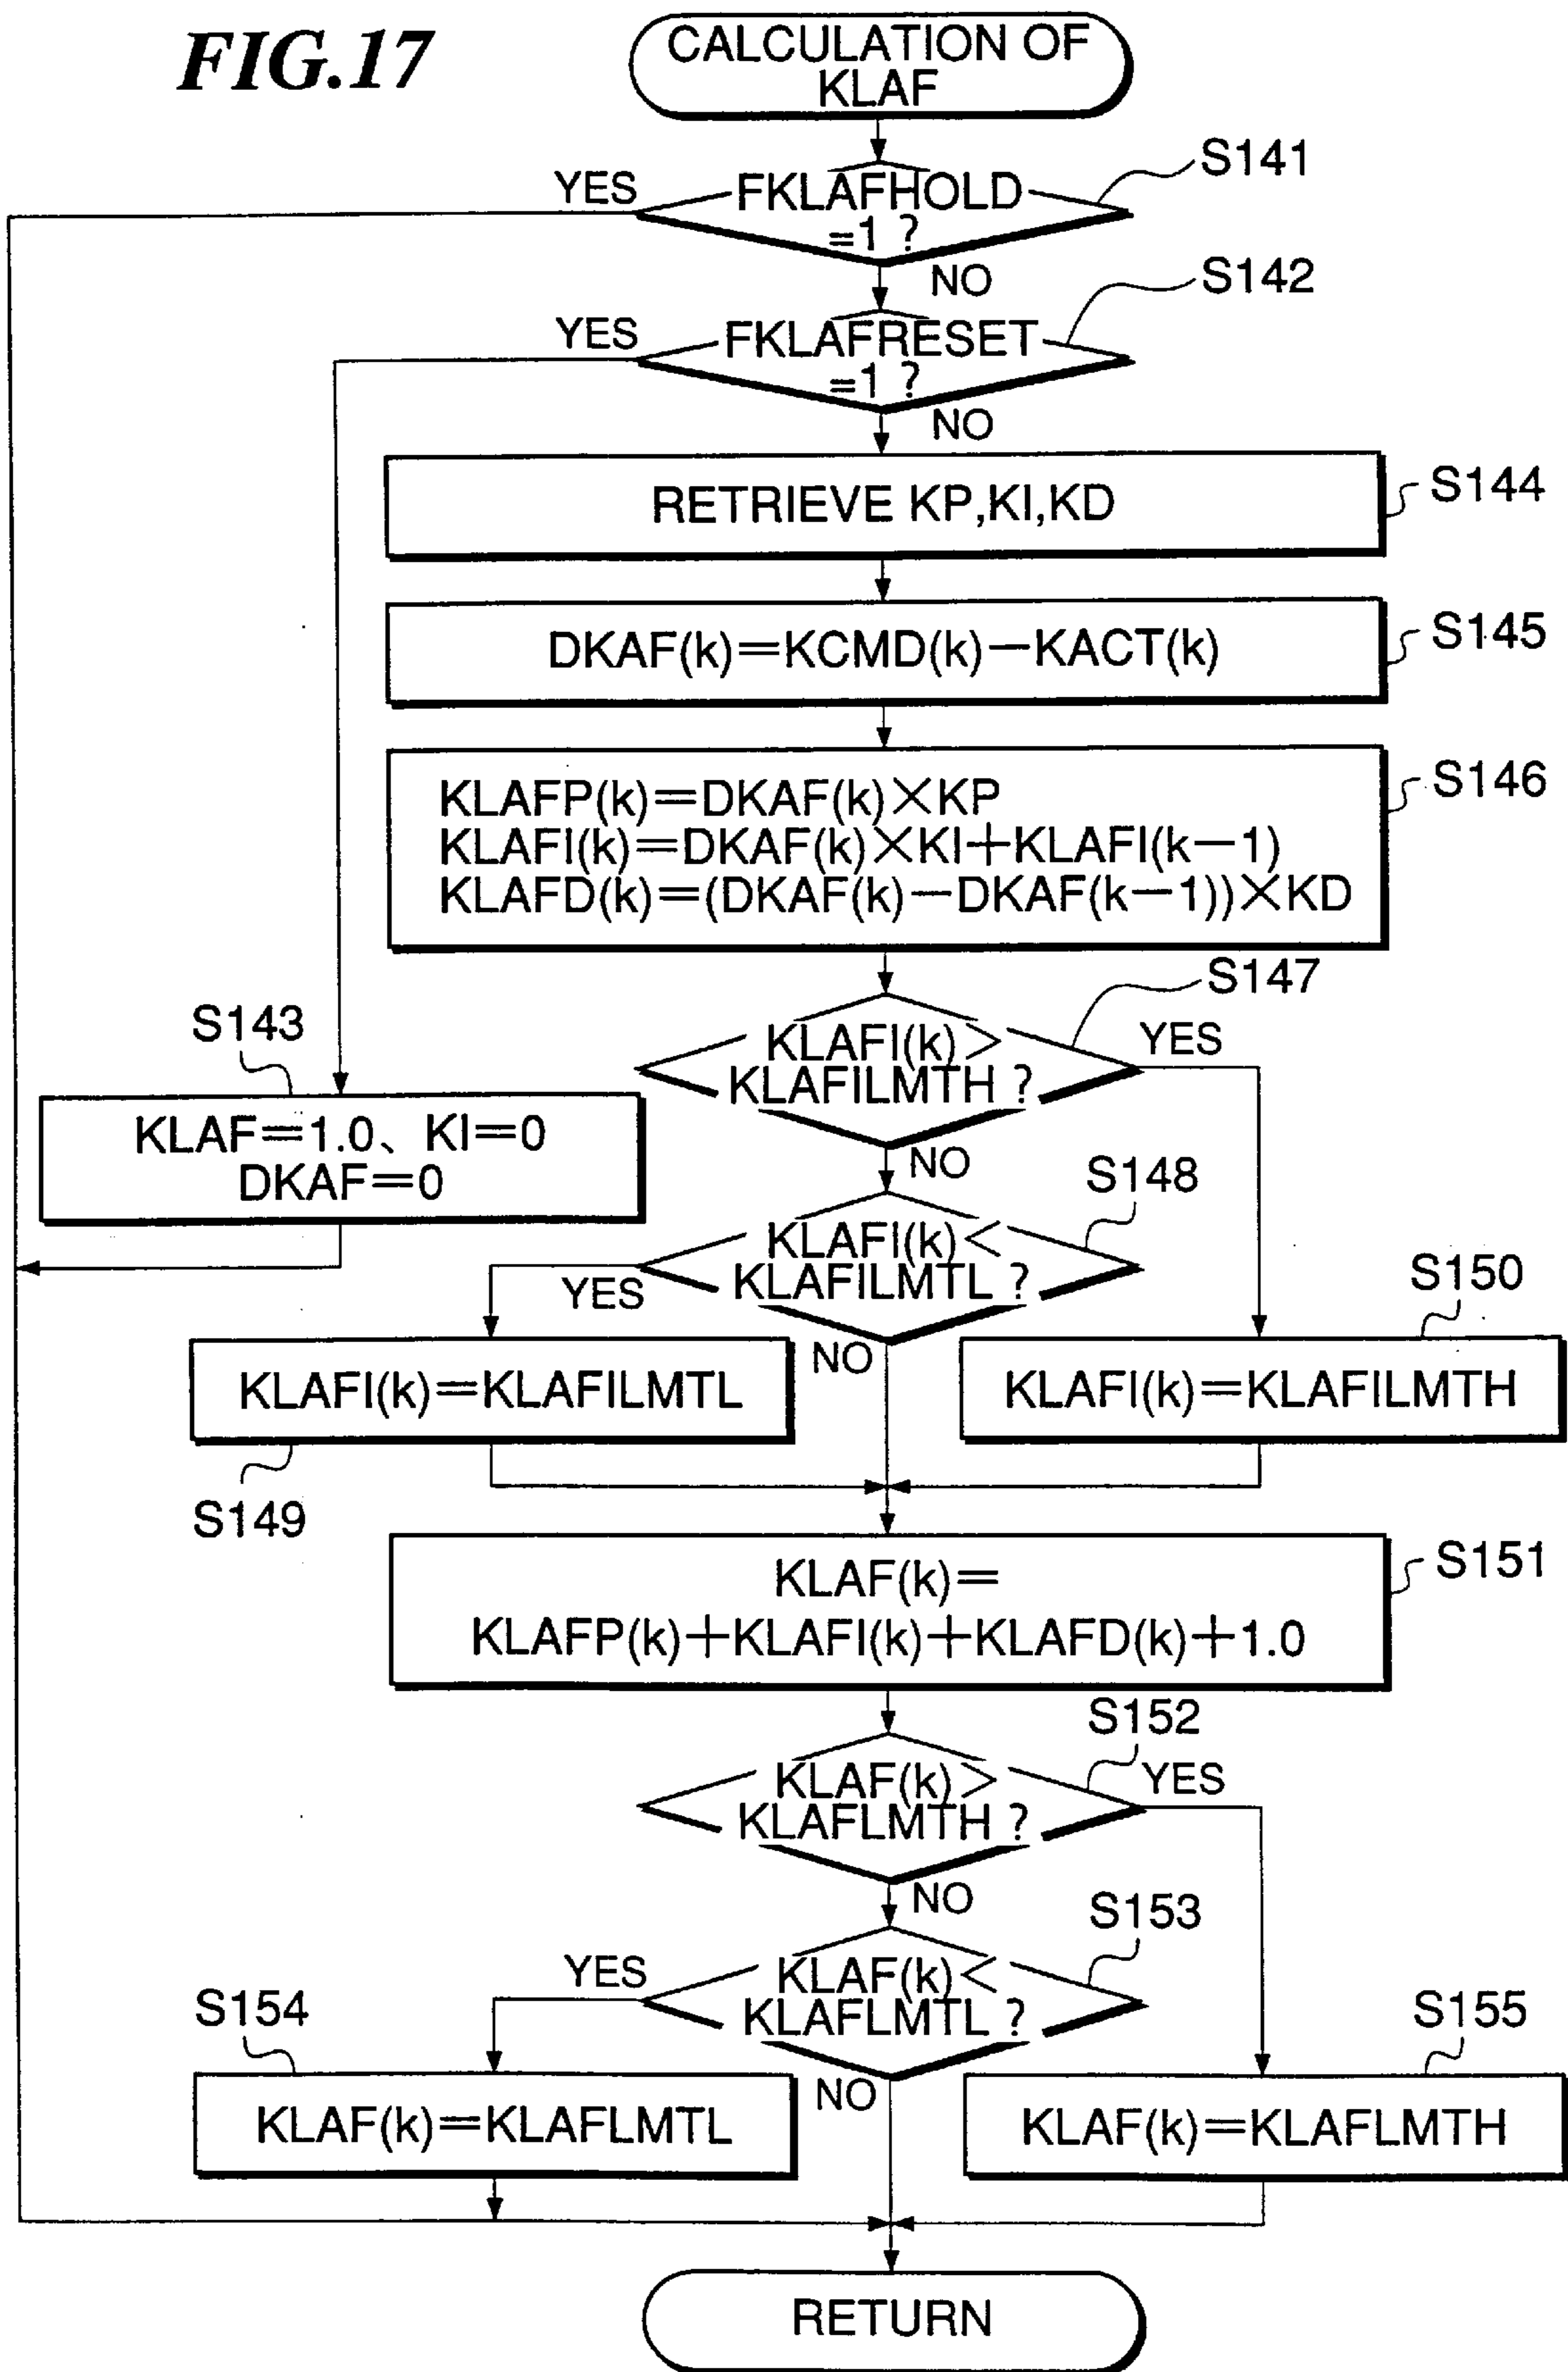 FIG.17
CALCULATION OF
KLAF
S141
YES
FKLAFHOLD
=1 ?
NO
S142
YES
FKLAFRESET
=1 ?
NO
RETRIEVE KP,KI,KD
S144
DKAF(k)=KCMD(k)−KACT(k)
S145
KLAFP(k)=DKAF(k)×KP
KLAFI(k)=DKAF(k)×KI+KLAFI(k−1)
KLAFD(k)=(DKAF(k)−DKAF(k−1))×KD
S146
S147
KLAFI(k)>
KLAFILMTH ?
YES
NO
S143
KLAF=1.0、KI=0
DKAF=0
S148
KLAFI(k)<
KLAFILMTL ?
YES
NO
S150
KLAFI(k)=KLAFILMTL
KLAFI(k)=KLAFILMTH
S149
KLAF(k)=
KLAFP(k)+KLAFI(k)+KLAFD(k)+1.0
S151
S152
KLAF(k)>
KLAFLMTH ?
YES
NO
S153
YES
KLAF(k)<
KLAFLMTL ?
NO
S154
S155
KLAF(k)=KLAFLMTL
KLAF(k)=KLAFLMTH
RETURN